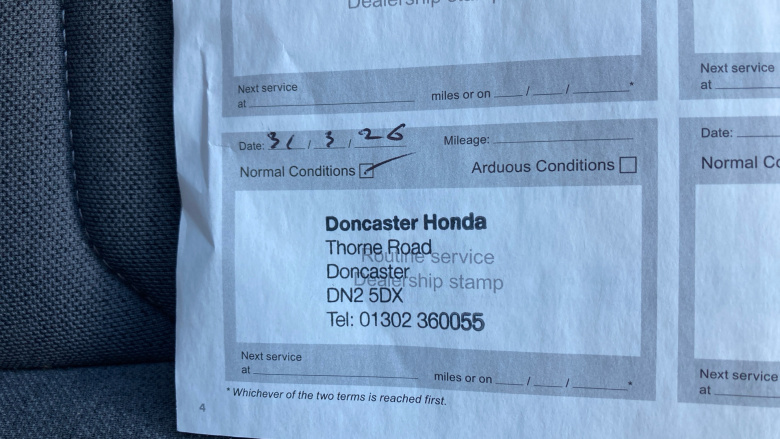 Dealership stamp
Next service
at
miles or on / / *
Next service
at
Date: 31 / 3 / 26
Mileage:
Normal Conditions
Arduous Conditions
Doncaster Honda
Thorne Road
Routine service
Doncaster
Dealership stamp
DN2 5DX
Tel: 01302 360055
Next service
at
miles or on / / *
* Whichever of the two terms is reached first.
4
Date:
Normal Co
Next service
at